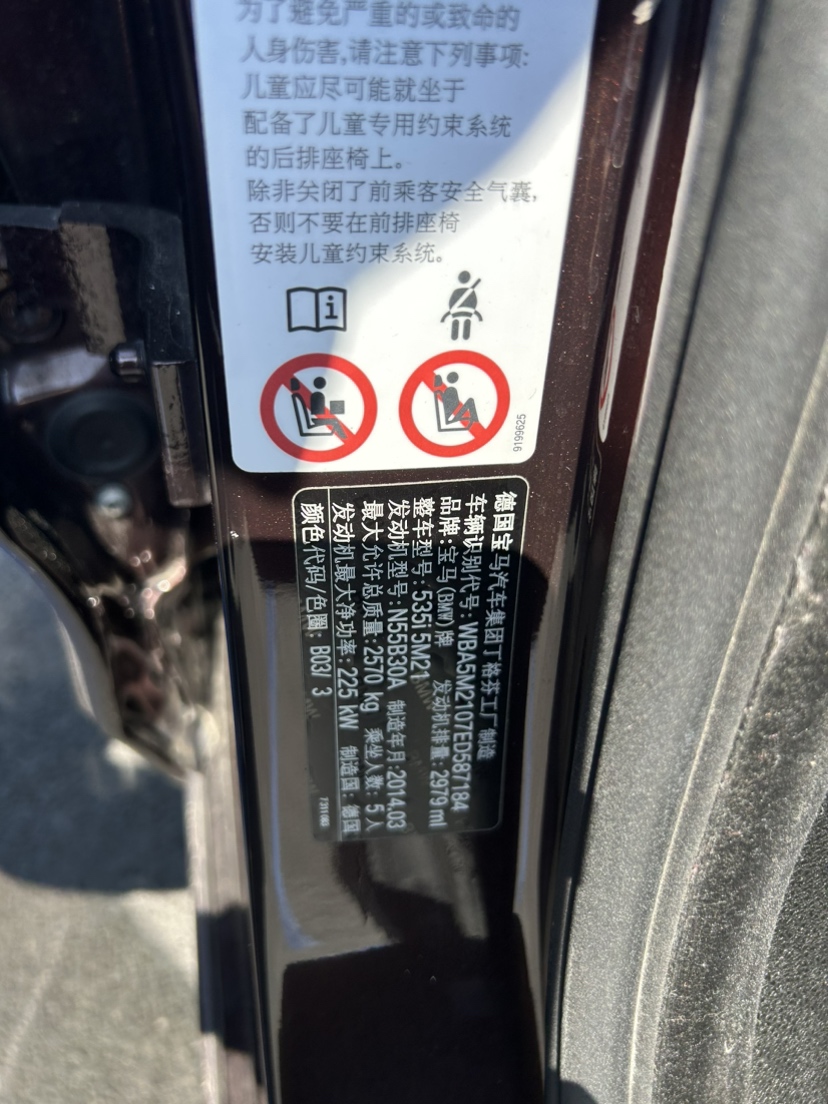 为了避免严重的或致命的
人身伤害,请注意下列事项:
儿童应尽可能就坐于
配备了儿童专用约束系统
的后排座椅上。
除非关闭了前乘客安全气囊,
否则不要在前排座椅
安装儿童约束系统。
9199625
德国宝马汽车集团丁格芬工厂制造
车辆识别代号:WBA5M2107ED587184
品牌:宝马(BMW)牌 发动机排量:2979ml
整车型号:535i 5M21
发动机型号:N55B30A 制造年月:2014.03
最大允许总质量:2570 kg 乘坐人数:5人
发动机最大净功率:225 kW 制造国:德国
颜色代码/色圈: B03/ 3